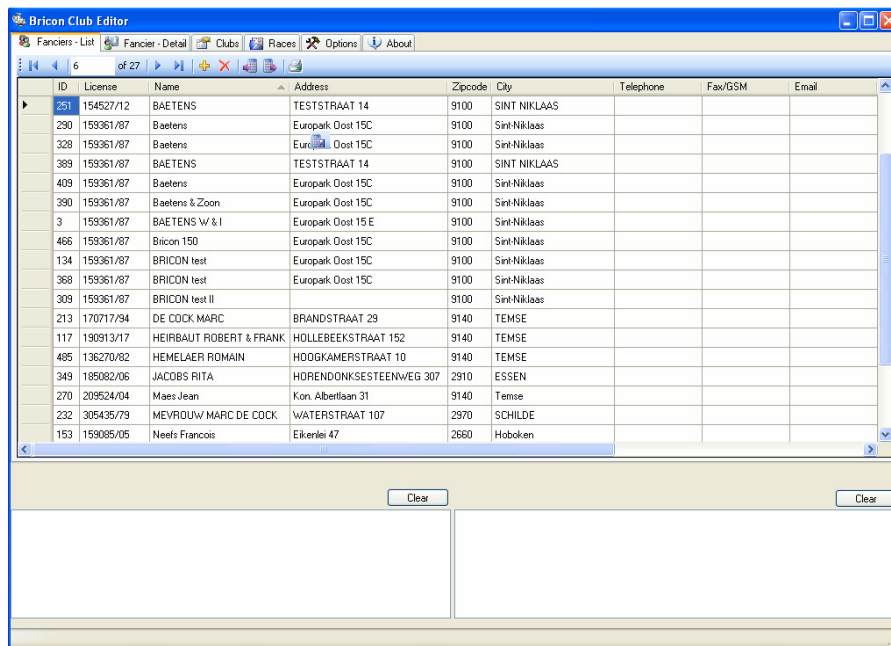 Bricon Club Editor
Fanciers - List Fancier - Detail Clubs Races Options About
6 of 27
ID License Name Address Zipcode City Telephone Fax/GSM Email
251 154527/12 BAETENS TESTSTRAAT 14 9100 SINT NIKLAAS
290 159361/87 Baetens Europark Oost 15C 9100 Sint-Niklaas
328 159361/87 Baetens Euro Oost 15C 9100 Sint-Niklaas
389 159361/87 BAETENS TESTSTRAAT 14 9100 SINT NIKLAAS
409 159361/87 Baetens Europark Oost 15C 9100 Sint-Niklaas
390 159361/87 Baetens & Zoon Europark Oost 15C 9100 Sint-Niklaas
3 159361/87 BAETENS W & I Europark Oost 15 E 9100 Sint-Niklaas
466 159361/87 Bricon 150 Europark Oost 15C 9100 Sint-Niklaas
134 159361/87 BRICON test Europark Oost 15C 9100 Sint-Niklaas
368 159361/87 BRICON test Europark Oost 15C 9100 Sint-Niklaas
309 159361/87 BRICON test II 9100 Sint-Niklaas
213 170717/94 DE COCK MARC BRANDSTRAAT 29 9140 TEMSE
117 190913/17 HEIRBAUT ROBERT & FRANK HOLLEBEEKSTRAAT 152 9140 TEMSE
485 136270/82 HEMELAER ROMAIN HOOGKAMERSTRAAT 10 9140 TEMSE
349 185082/06 JACOBS RITA HORENDONKSESTEENWEG 307 2910 ESSEN
270 209524/04 Maes Jean Kon. Albertlaan 31 9140 Temse
232 305435/79 MEVROUW MARC DE COCK WATERSTRAAT 107 2970 SCHILDE
153 159085/05 Neefs Francois Eikenlei 47 2660 Hoboken
Clear Clear